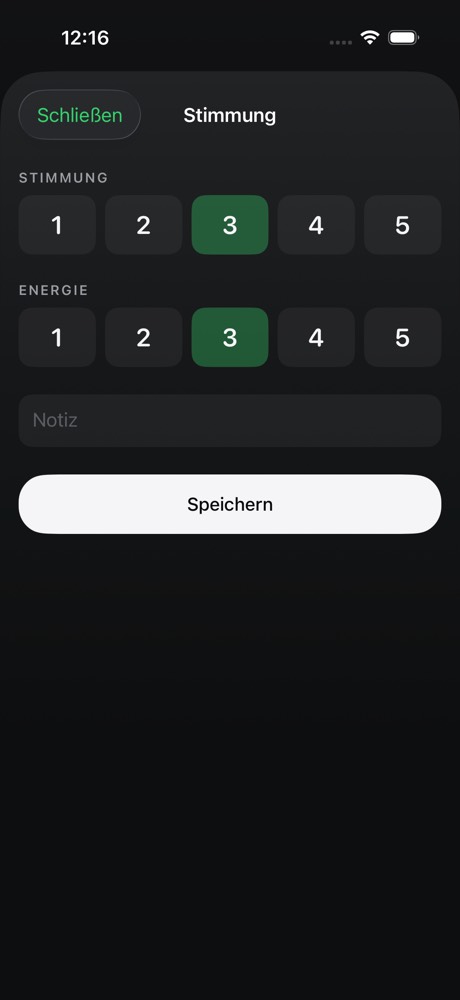 12:16
Schließen Stimmung
STIMMUNG
1 2 3 4 5
ENERGIE
1 2 3 4 5
Notiz
Speichern